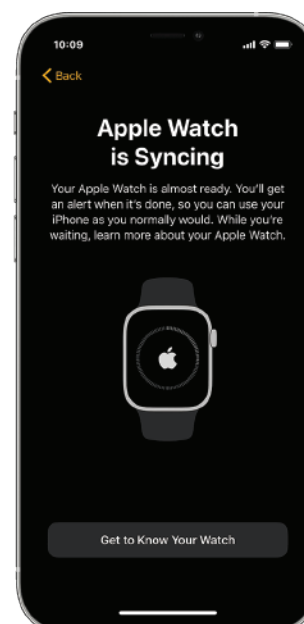 10:09
Back
Apple Watch
is Syncing
Your Apple Watch is almost ready. You'll get
an alert when it's done, so you can use your
iPhone as you normally would. While you're
waiting, learn more about your Apple Watch.
Get to Know Your Watch